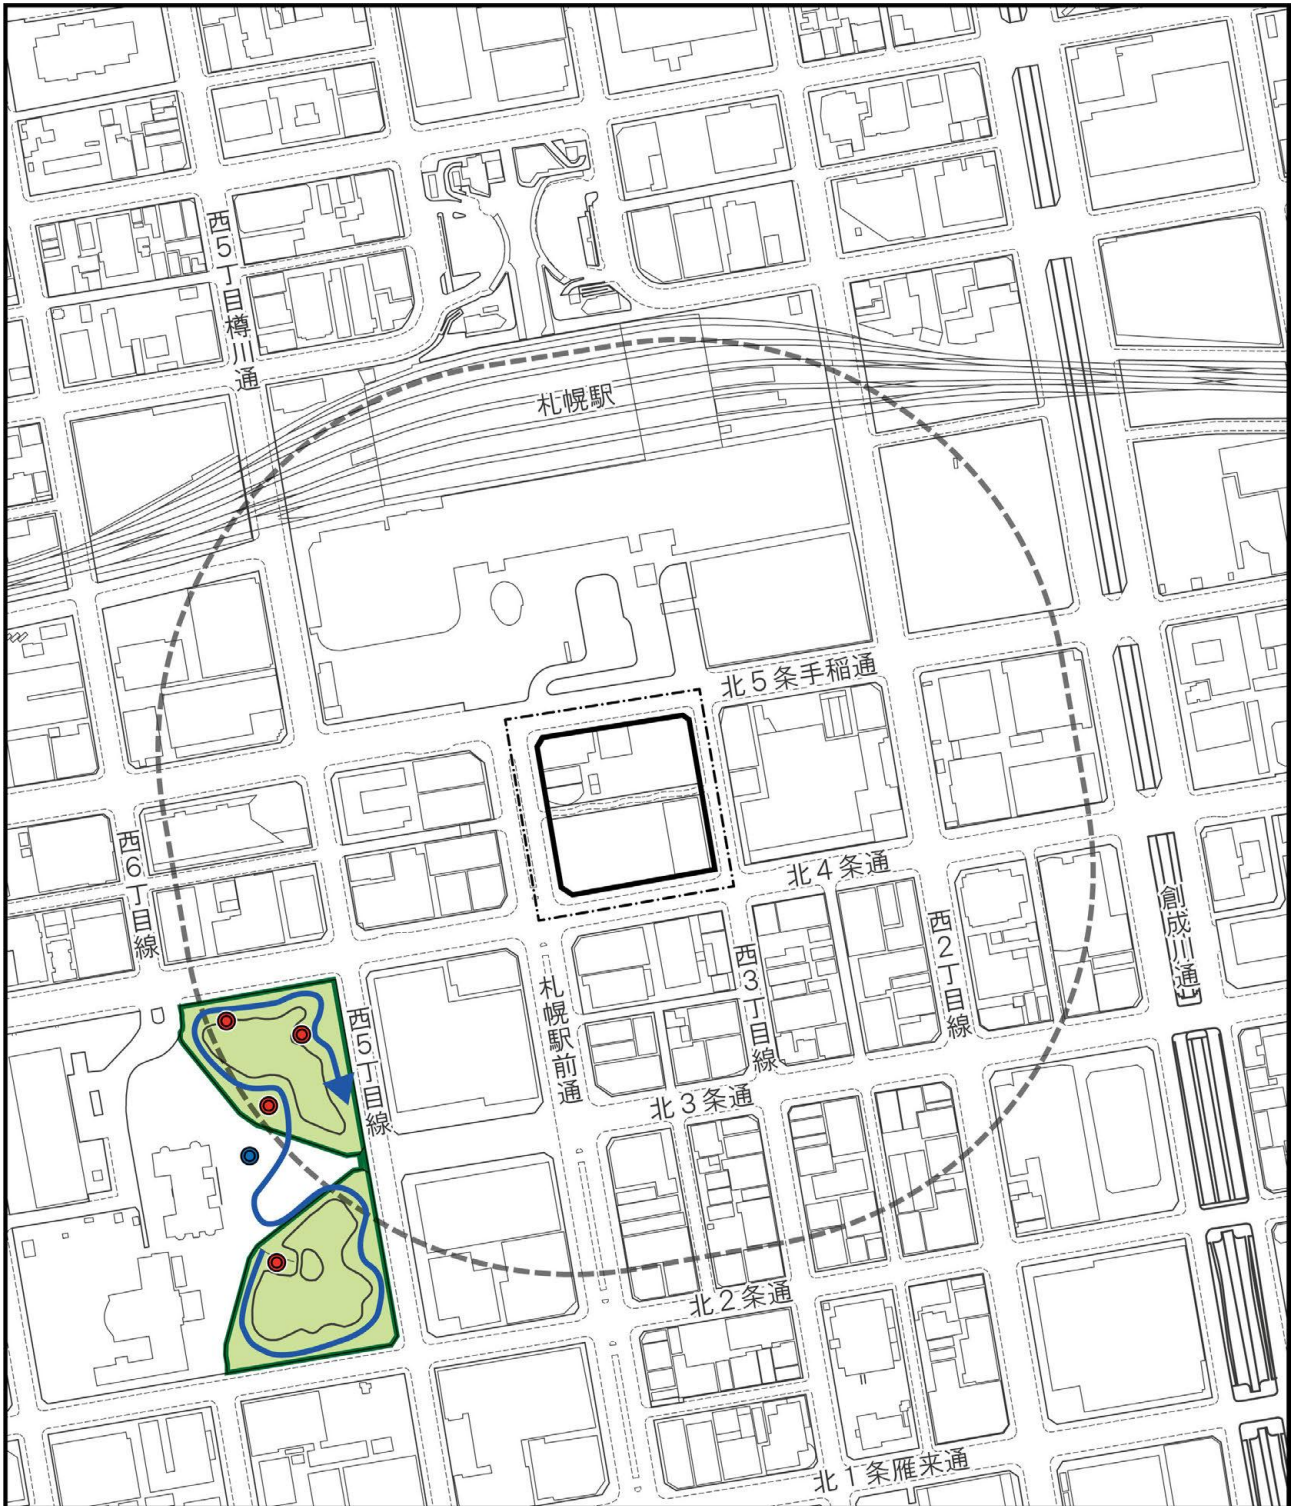 西5丁目樽川通
札幌駅
北5条手稲通
西6丁目線
北4条通
創成川通
西2丁目線
西3丁目線
札幌駅前通
西5丁目線
北3条通
北2条通
北1条雁来通